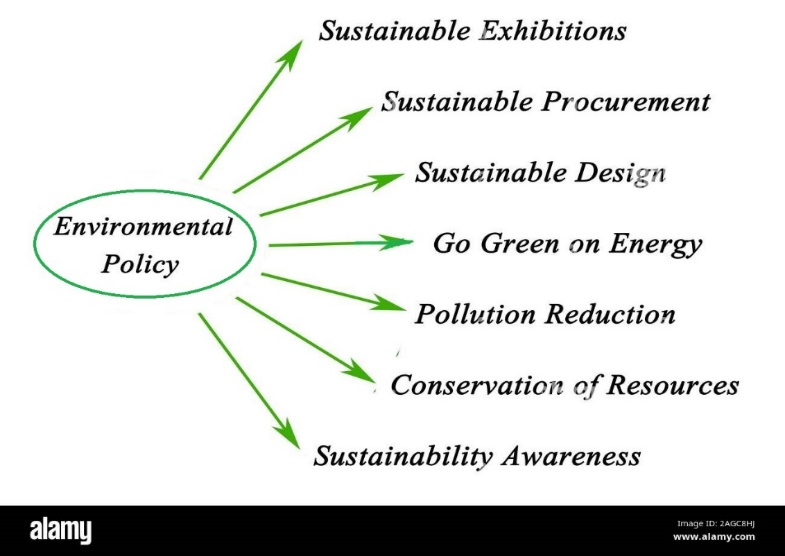 Sustainable Exhibitions
Sustainable Procurement
Sustainable Design
Environmental
Policy
Go Green on Energy
Pollution Reduction
Conservation of Resources
Sustainability Awareness
alamy
Image ID: 2AGC8HJ
www.alamy.com